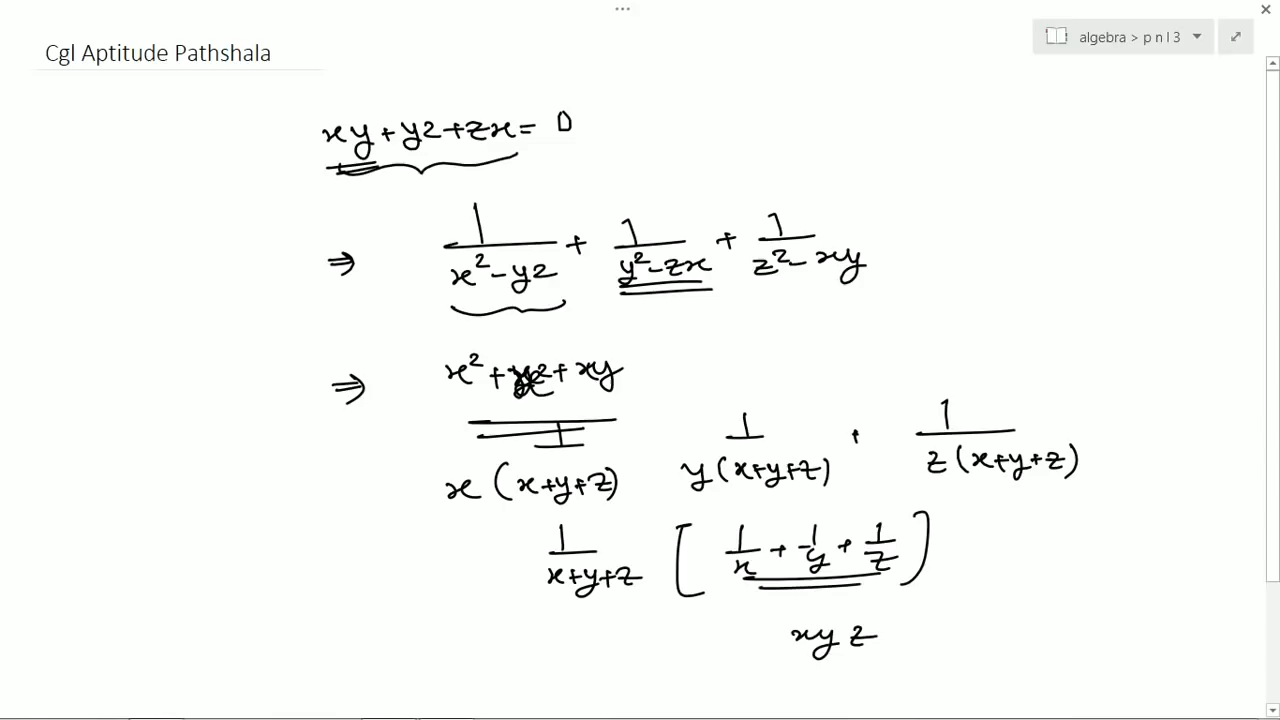 Cgl Aptitude Pathshala
algebra > p n l 3
xy + yz + zx = 0
⇒ 1/(x² - yz) + 1/(y² - zx) + 1/(z² - xy)
⇒ x² + xz + xy
1/(x(x+y+z)) 1/(y(x+y+z)) + 1/(z(x+y+z))
1/(x+y+z) [1/x + 1/y + 1/z]
xyz